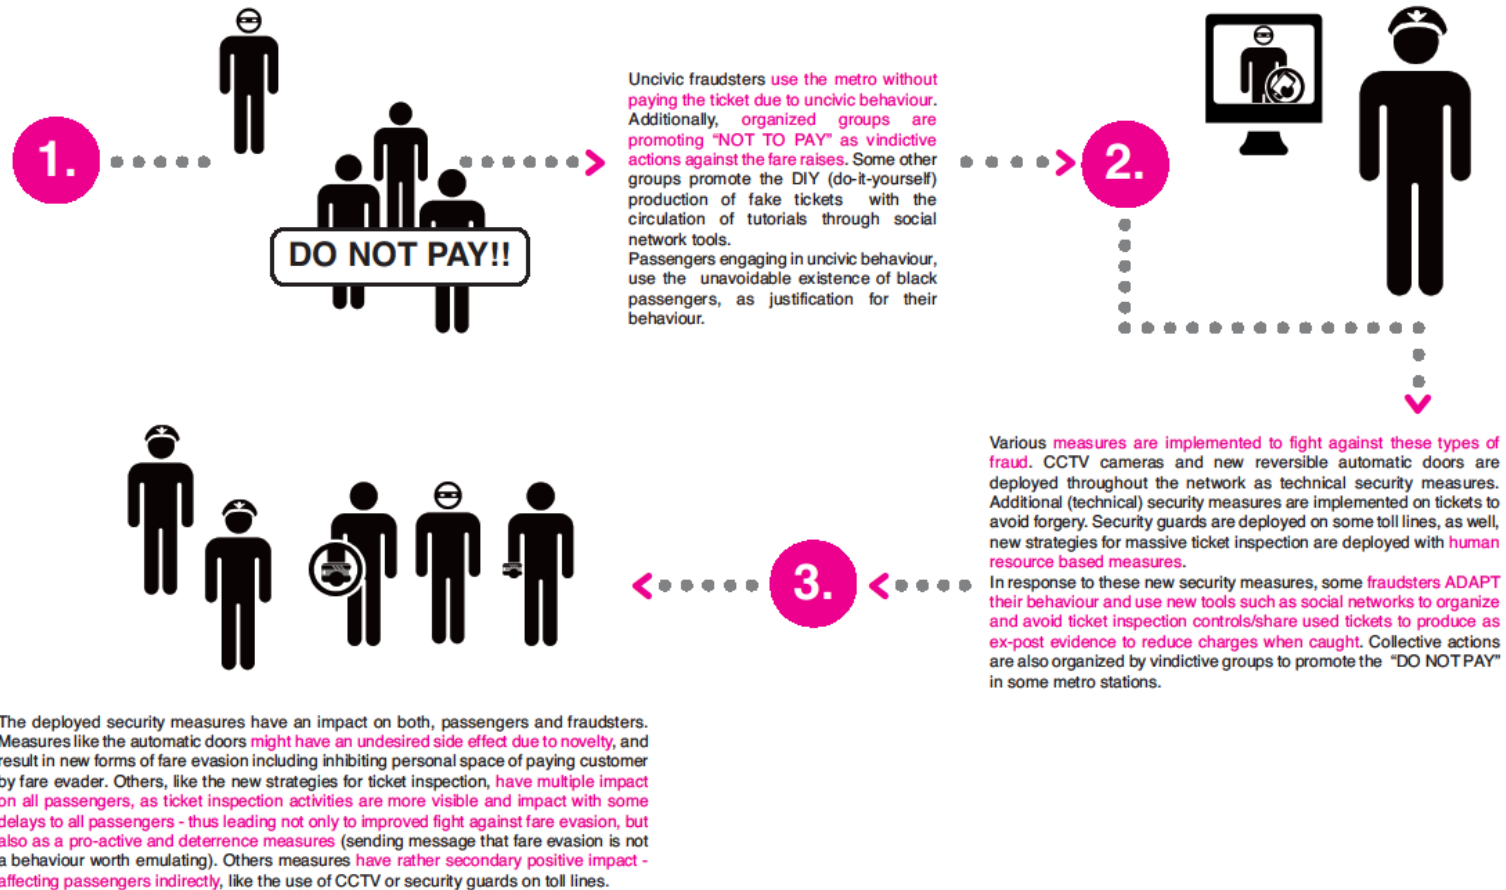 1.
DO NOT PAY!!
Uncivic fraudsters use the metro without
paying the ticket due to uncivic behaviour.
Additionally, organized groups are
promoting “NOT TO PAY” as vindictive
actions against the fare raises. Some other
groups promote the DIY (do-it-yourself)
production of fake tickets with the
circulation of tutorials through social
network tools.
Passengers engaging in uncivic behaviour,
use the unavoidable existence of black
passengers, as justification for their
behaviour.
2.
Various measures are implemented to fight against these types of
fraud. CCTV cameras and new reversible automatic doors are
deployed throughout the network as technical security measures.
Additional (technical) security measures are implemented on tickets to
avoid forgery. Security guards are deployed on some toll lines, as well,
new strategies for massive ticket inspection are deployed with human
resource based measures.
In response to these new security measures, some fraudsters ADAPT
their behaviour and use new tools such as social networks to organize
and avoid ticket inspection controls/share used tickets to produce as
ex-post evidence to reduce charges when caught. Collective actions
are also organized by vindictive groups to promote the “DO NOT PAY”
in some metro stations.
3.
The deployed security measures have an impact on both, passengers and fraudsters.
Measures like the automatic doors might have an undesired side effect due to novelty, and
result in new forms of fare evasion including inhibiting personal space of paying customer
by fare evader. Others, like the new strategies for ticket inspection, have multiple impact
on all passengers, as ticket inspection activities are more visible and impact with some
delays to all passengers - thus leading not only to improved fight against fare evasion, but
also as a pro-active and deterrence measures (sending message that fare evasion is not
a behaviour worth emulating). Others measures have rather secondary positive impact -
affecting passengers indirectly, like the use of CCTV or security guards on toll lines.